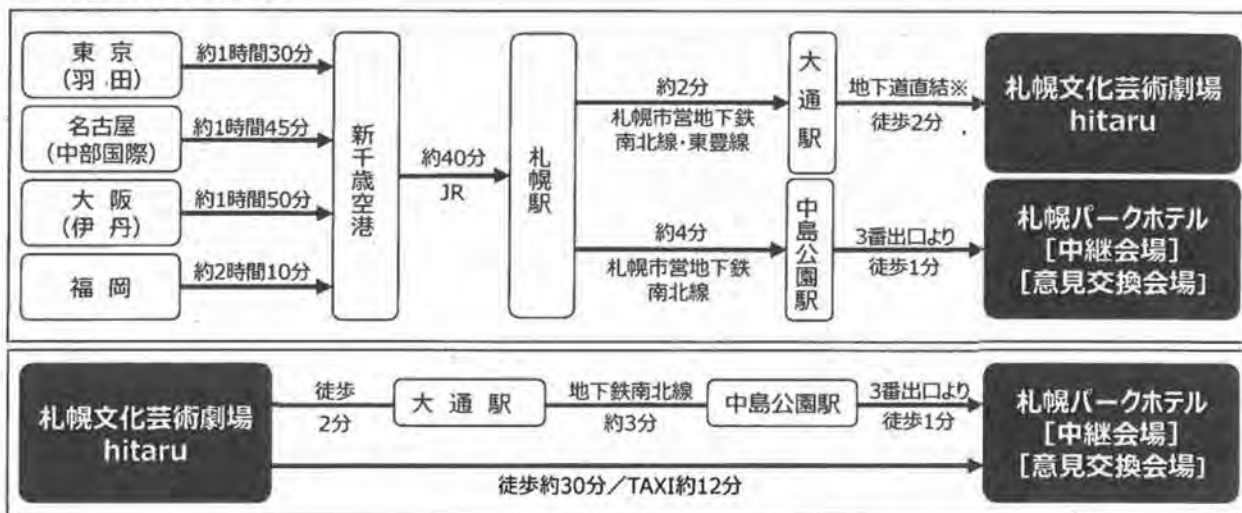 東 京
(羽 田)
約1時間30分
名古屋
(中部国際)
約1時間45分
大 阪
(伊 丹)
約1時間50分
福 岡
約2時間10分
新千歳空港
約40分
JR
札幌駅
約2分
札幌市営地下鉄
南北線・東豊線
大通駅
地下道直結※
徒歩2分
札幌文化芸術劇場
hitaru
約4分
札幌市営地下鉄
南北線
中島公園駅
3番出口より
徒歩1分
札幌パークホテル
[中継会場]
[意見交換会場]
札幌文化芸術劇場
hitaru
徒歩
2分
大 通 駅
地下鉄南北線
約3分
中島公園駅
3番出口より
徒歩1分
札幌パークホテル
[中継会場]
[意見交換会場]
徒歩約30分／TAXI約12分